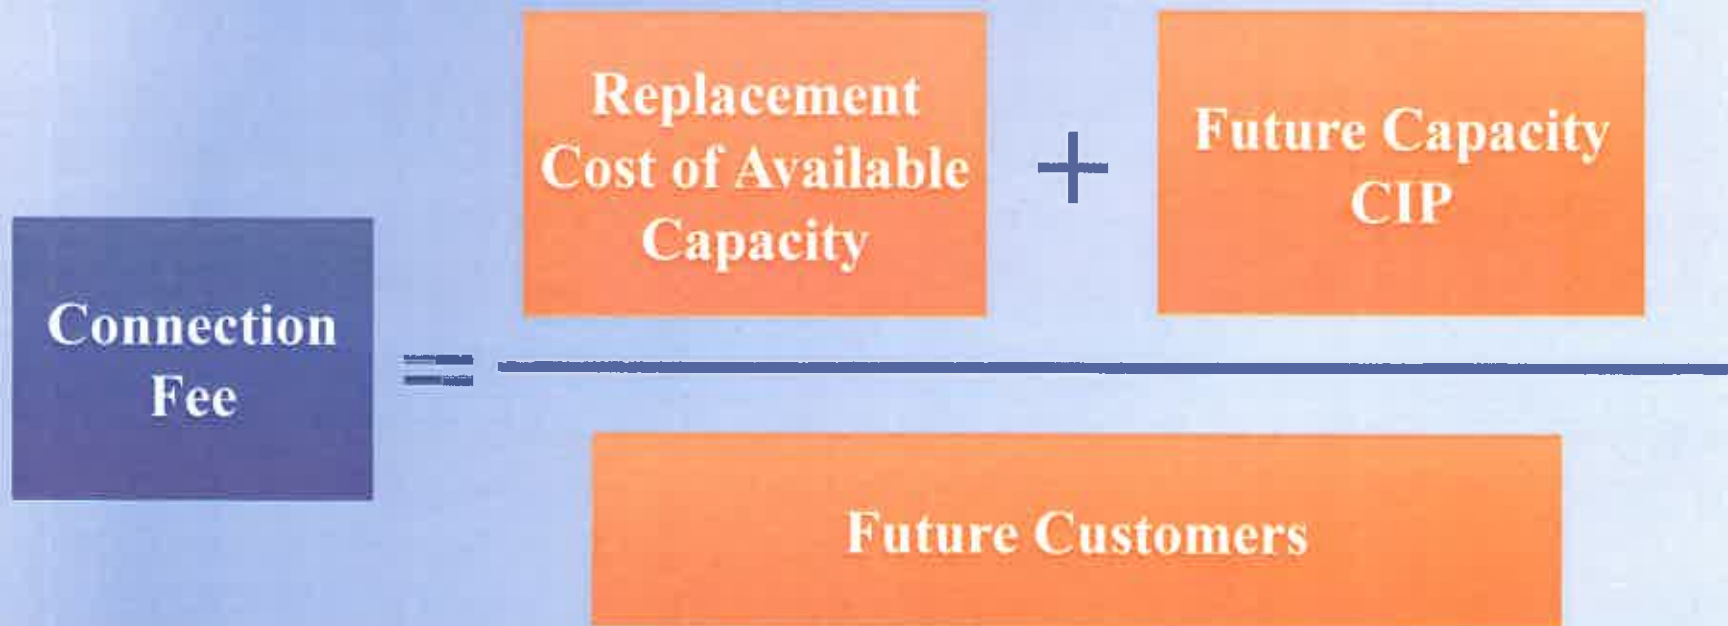 Replacement
Cost of Available
Capacity
+
Future Capacity
CIP
Connection
Fee
=
Future Customers